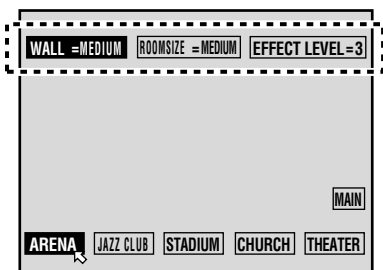 WALL =MEDIUM ROOMSIZE =MEDIUM EFFECT LEVEL=3
MAIN
ARENA JAZZ CLUB STADIUM CHURCH THEATER